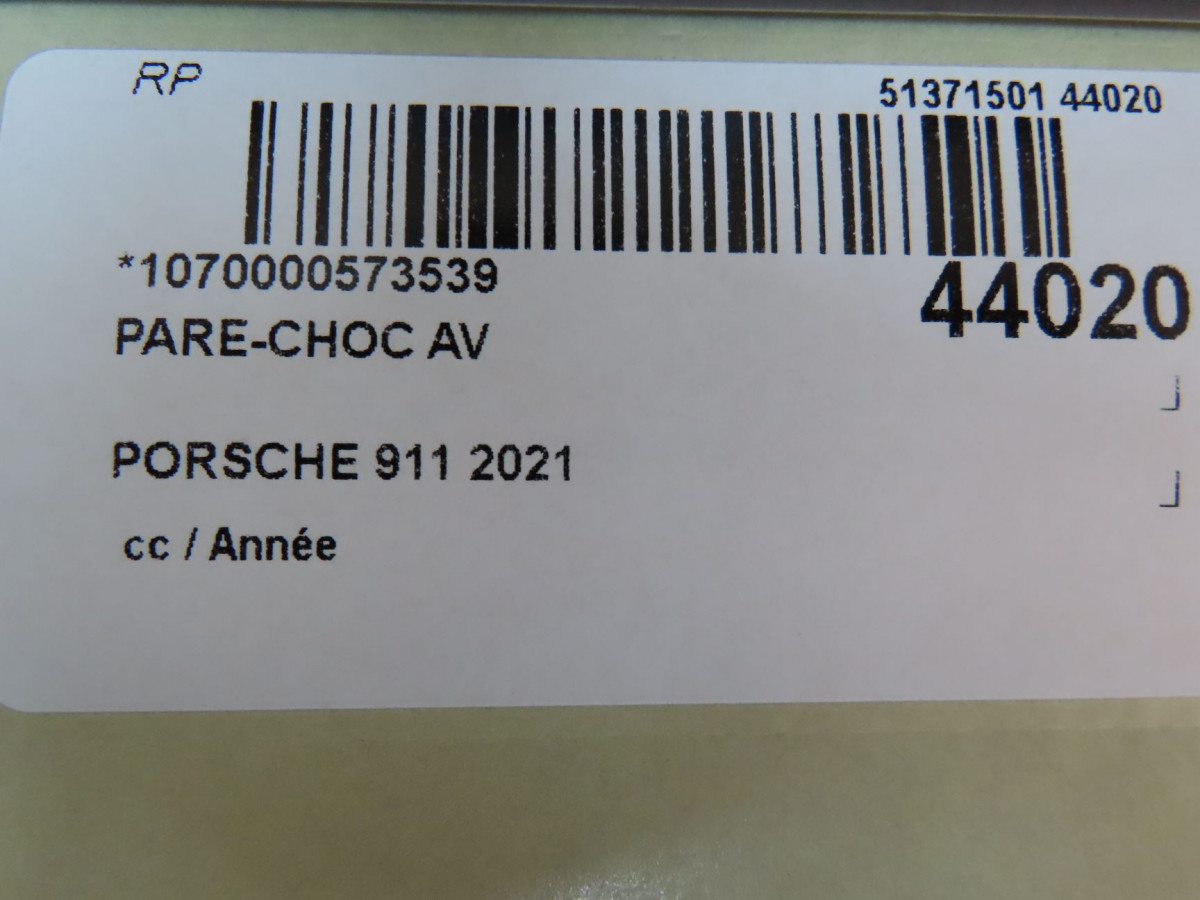 RP
51371501 44020
*1070000573539
44020
PARE-CHOC AV
PORSCHE 911 2021
cc / Année